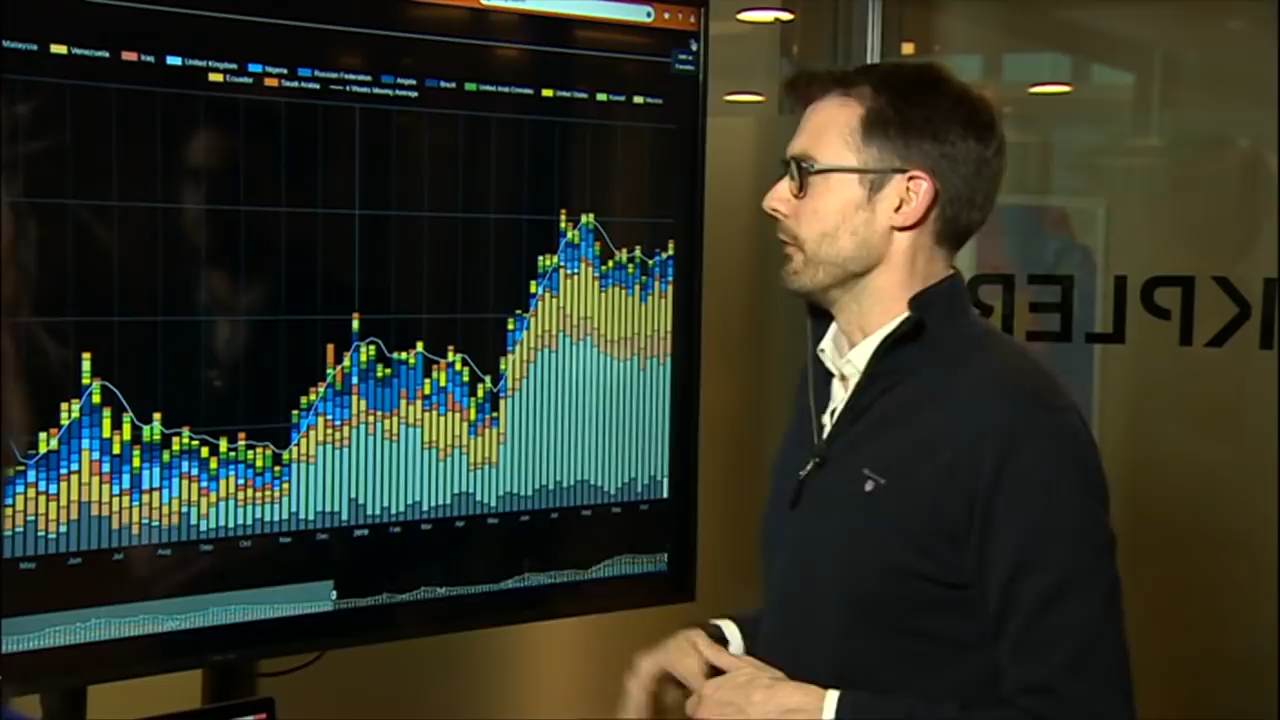 Malaysia Venezuela Iraq United Kingdom Nigeria Russian Federation Angola Brazil United Arab Emirates United States Kuwait Mexico
Ecuador Saudi Arabia 4 Weeks Moving Average
KPLER
May Jun Jul Aug Sep Oct Nov Dec 2019 Feb Mar Apr May Jun Jul Sep Dec Jul